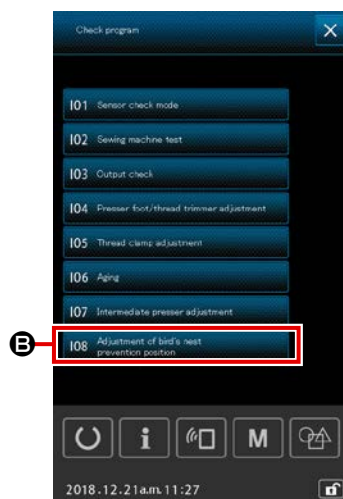 Check program
I01 Sensor check mode
I02 Sewing machine test
I03 Output check
I04 Presser foot/thread trimmer adjustment
I05 Thread clamp adjustment
I06 Aging
I07 Intermediate presser adjustment
B
I08 Adjustment of bird's nest
prevention position
i M
2018.12.21a.m.11:27